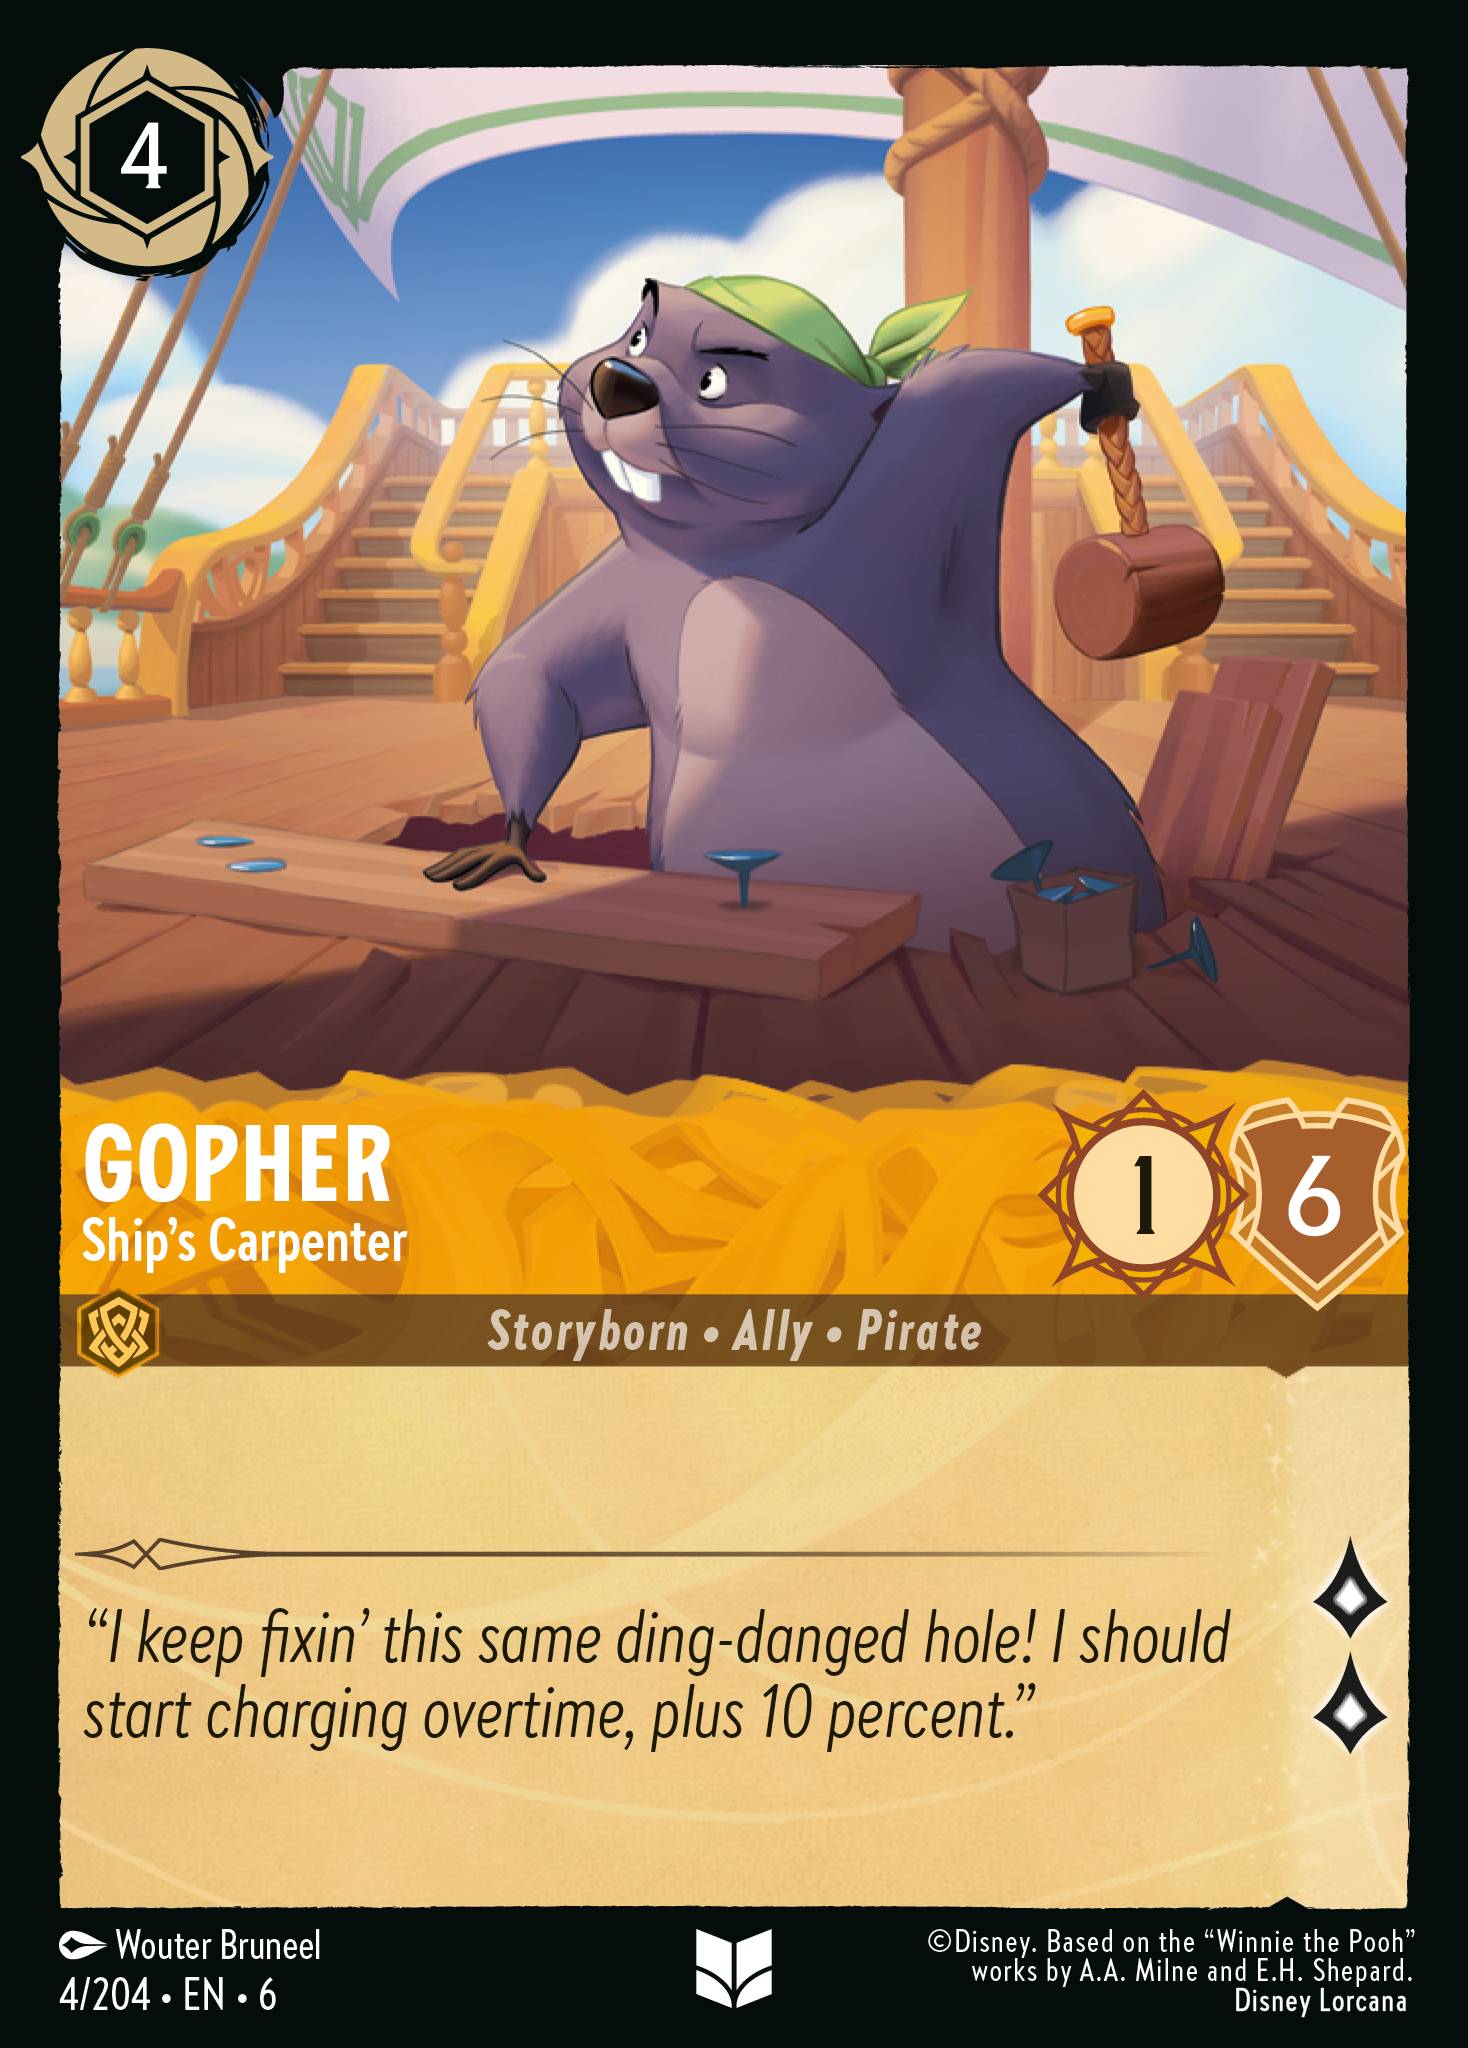 4
GOPHER
Ship’s Carpenter
1
6
Storyborn • Ally • Pirate
“I keep fixin’ this same ding-danged hole! I should
start charging overtime, plus 10 percent.”
Wouter Bruneel
4/204 • EN • 6
©Disney. Based on the “Winnie the Pooh”
works by A.A. Milne and E.H. Shepard.
Disney Lorcana